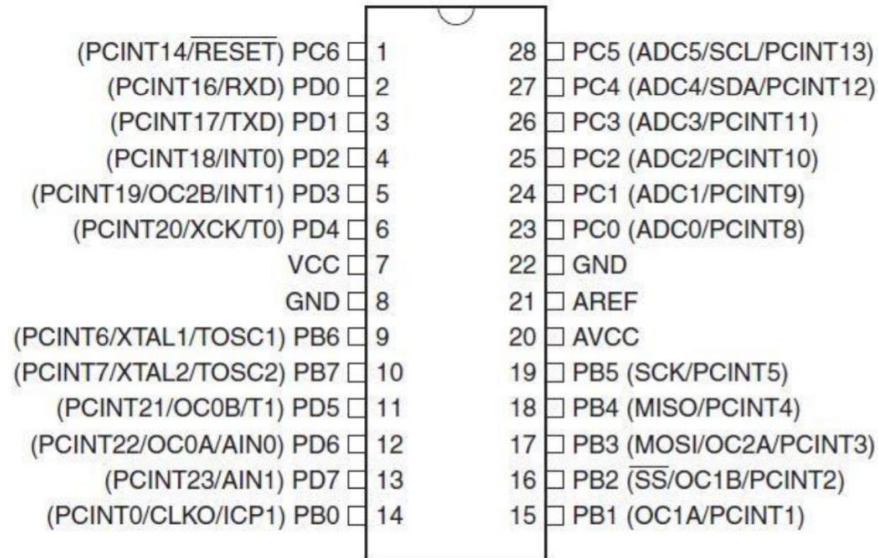 (PCINT14/RESET) PC6 1 28 PC5 (ADC5/SCL/PCINT13)
(PCINT16/RXD) PD0 2 27 PC4 (ADC4/SDA/PCINT12)
(PCINT17/TXD) PD1 3 26 PC3 (ADC3/PCINT11)
(PCINT18/INT0) PD2 4 25 PC2 (ADC2/PCINT10)
(PCINT19/OC2B/INT1) PD3 5 24 PC1 (ADC1/PCINT9)
(PCINT20/XCK/T0) PD4 6 23 PC0 (ADC0/PCINT8)
VCC 7 22 GND
GND 8 21 AREF
(PCINT6/XTAL1/TOSC1) PB6 9 20 AVCC
(PCINT7/XTAL2/TOSC2) PB7 10 19 PB5 (SCK/PCINT5)
(PCINT21/OC0B/T1) PD5 11 18 PB4 (MISO/PCINT4)
(PCINT22/OC0A/AIN0) PD6 12 17 PB3 (MOSI/OC2A/PCINT3)
(PCINT23/AIN1) PD7 13 16 PB2 (SS/OC1B/PCINT2)
(PCINT0/CLKO/ICP1) PB0 14 15 PB1 (OC1A/PCINT1)